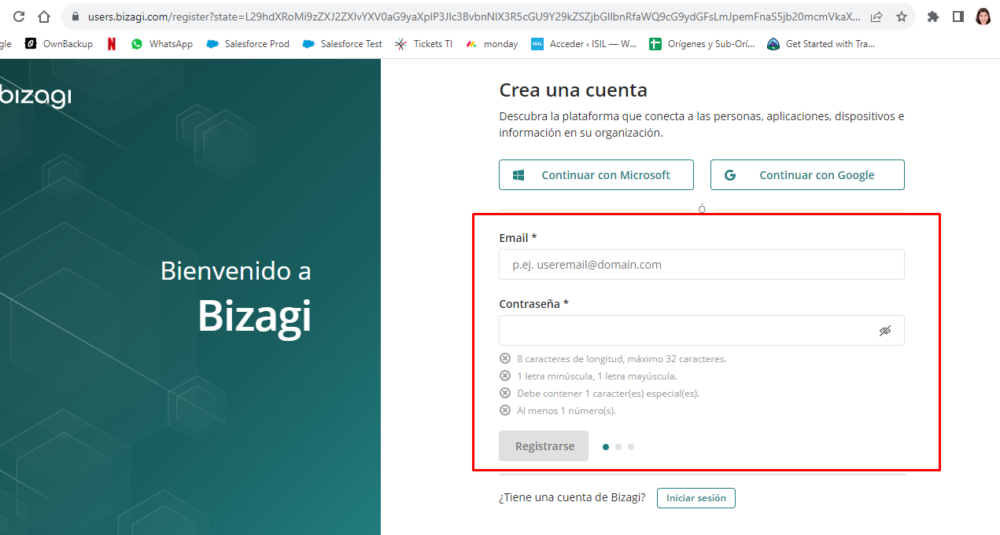 users.bizagi.com/register?state=L29hdXRoMi9zZXJ2ZXIvYXV0aG9yaXplP3Jlc3BvbnNlX3R5cGU9Y29kZSZjbGllbnRfaWQ9cG9ydGFsLmJpemFnaS5jb20mcmVkaX...
gle OwnBackup WhatsApp Salesforce Prod Salesforce Test Tickets TI monday Acceder ‹ ISIL — W... Orígenes y Sub-Orí... Get Started with Tra...
bizagi
Bienvenido a
Bizagi
Crea una cuenta
Descubra la plataforma que conecta a las personas, aplicaciones, dispositivos e
información en su organización.
Continuar con Microsoft Continuar con Google
Ó
Email *
p.ej. useremail@domain.com
Contraseña *
8 caracteres de longitud, máximo 32 caracteres.
1 letra minúscula, 1 letra mayúscula.
Debe contener 1 caracter(es) especial(es).
Al menos 1 número(s).
Registrarse
¿Tiene una cuenta de Bizagi? Iniciar sesión